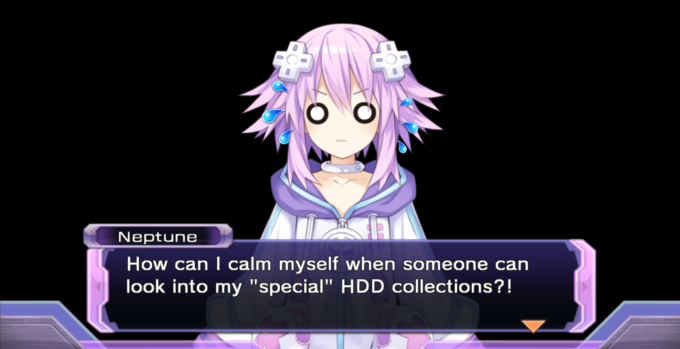 Neptune
How can I calm myself when someone can
look into my "special" HDD collections?!